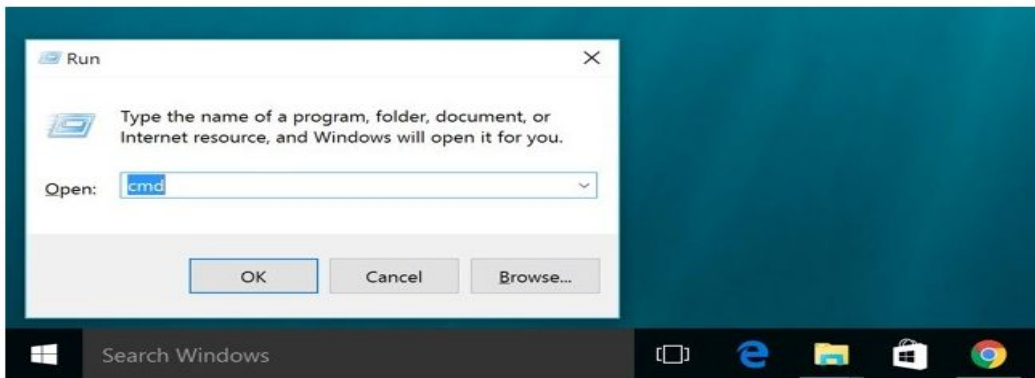 Run
Type the name of a program, folder, document, or
Internet resource, and Windows will open it for you.
Open:
cmd
OK
Cancel
Browse...
Search Windows